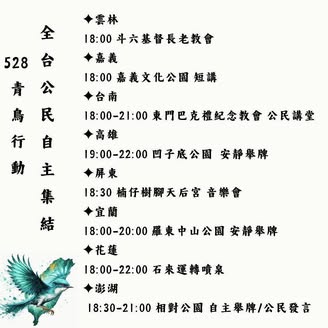 528青鳥行動
全台公民自主集結
✦雲林
18:00 斗六基督長老教會
✦嘉義
18:00 嘉義文化公園 短講
✦台南
18:00-21:00 東門巴克禮紀念教會 公民講堂
✦高雄
19:00-22:00 凹子底公園 安靜舉牌
✦屏東
18:30 楠仔樹腳天后宮 音樂會
✦宜蘭
18:00-20:00 羅東中山公園 安靜舉牌
✦花蓮
18:00-22:00 石來運轉噴泉
✦澎湖
18:30-21:00 相對公園 自主舉牌/公民發言